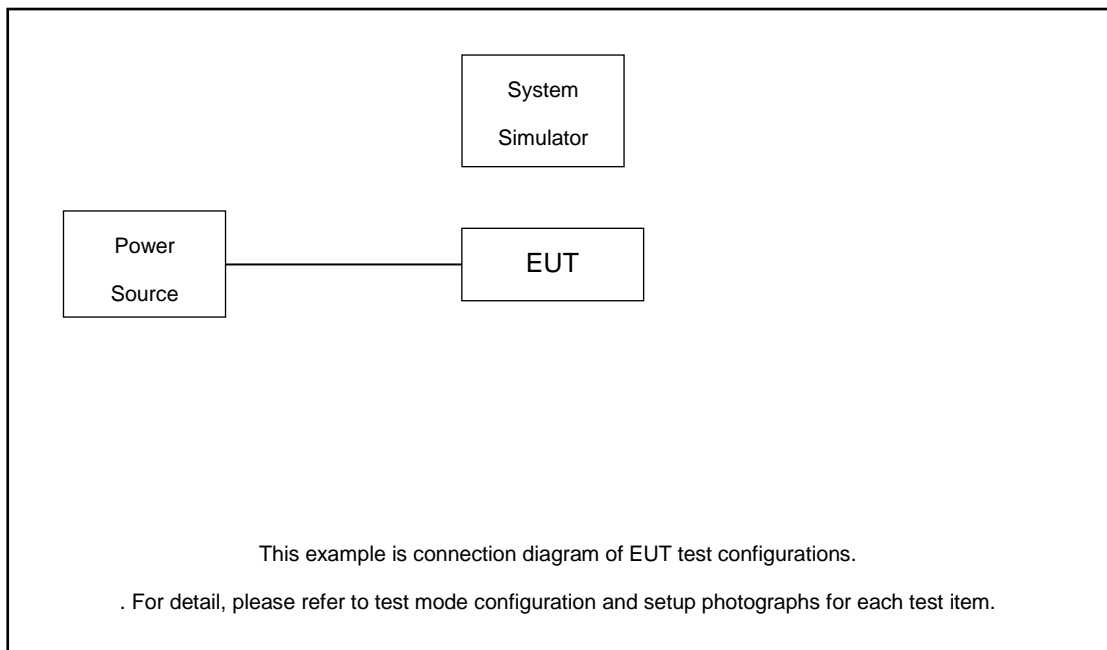 System
Simulator
Power
Source
EUT
This example is connection diagram of EUT test configurations.
. For detail, please refer to test mode configuration and setup photographs for each test item.